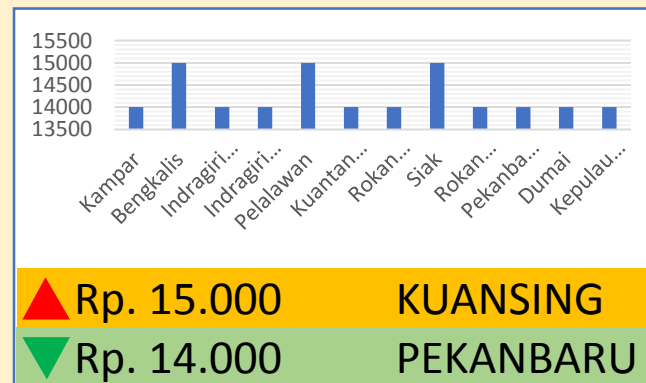 15500
15000
14500
14000
13500
Kampar
Bengkalis
Indragiri…
Indragiri…
Pelalawan
Kuantan…
Rokan…
Siak
Rokan…
Pekanba…
Dumai
Kepulau…
Rp. 15.000 KUANSING
Rp. 14.000 PEKANBARU